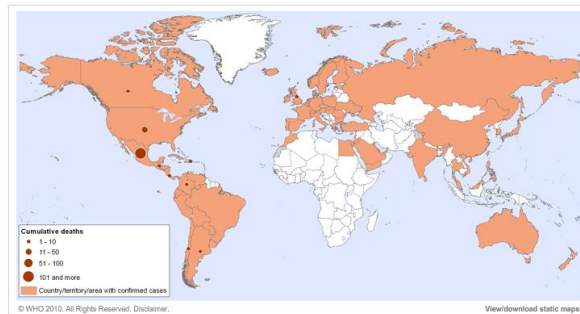 Cumulative deaths
1 - 10
11 - 50
51 - 100
101 and more
Country/territory/area with confirmed cases
© WHO 2010. All Rights Reserved. Disclaimer.
View/download static maps